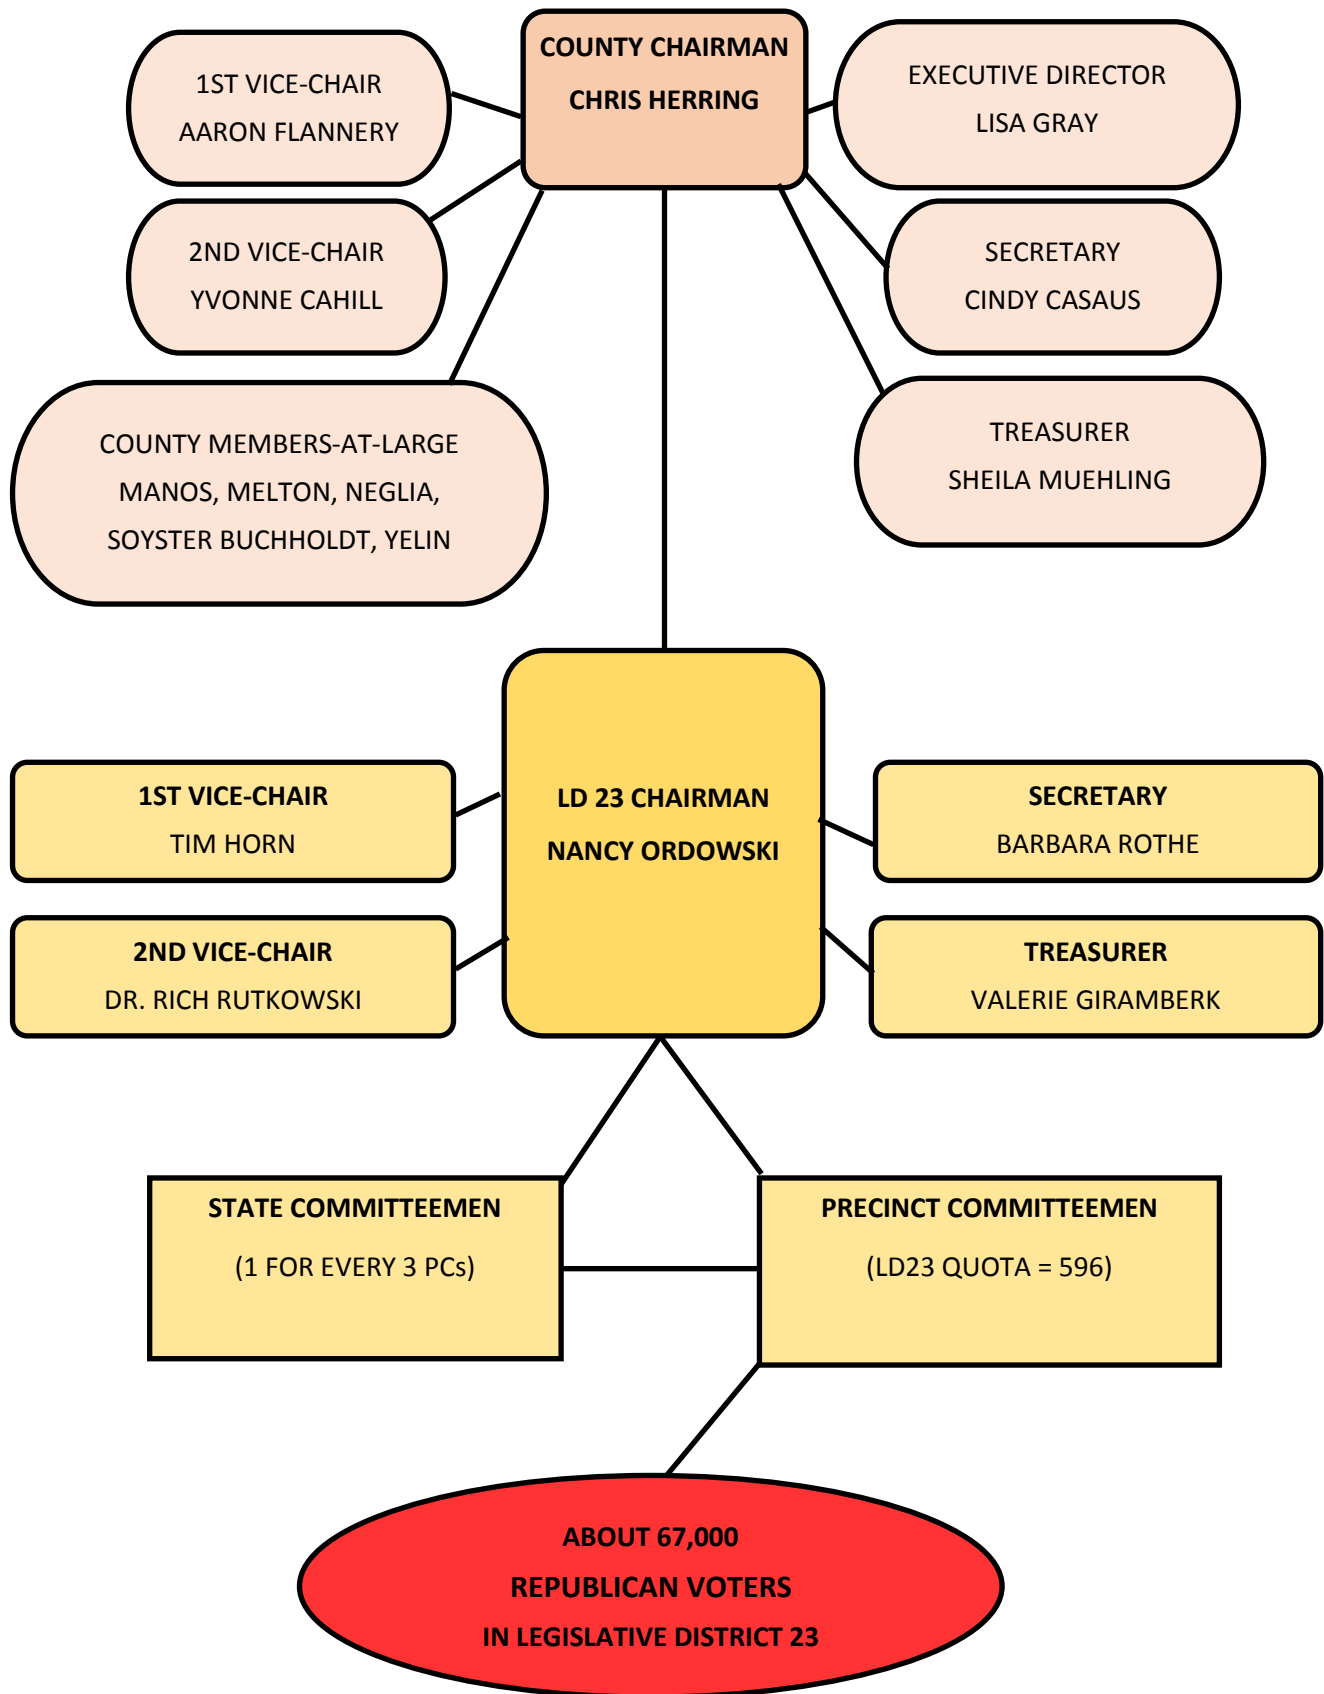 COUNTY CHAIRMAN
CHRIS HERRING
1ST VICE-CHAIR
AARON FLANNERY
EXECUTIVE DIRECTOR
LISA GRAY
2ND VICE-CHAIR
YVONNE CAHILL
SECRETARY
CINDY CASAUS
COUNTY MEMBERS-AT-LARGE
MANOS, MELTON, NEGLIA,
SOYSTER BUCHHOLDT, YELIN
TREASURER
SHEILA MUEHLING
LD 23 CHAIRMAN
NANCY ORDOWSKI
1ST VICE-CHAIR
TIM HORN
SECRETARY
BARBARA ROTHE
2ND VICE-CHAIR
DR. RICH RUTKOWSKI
TREASURER
VALERIE GIRAMBERK
STATE COMMITTEEMEN
(1 FOR EVERY 3 PCs)
PRECINCT COMMITTEEMEN
(LD23 QUOTA = 596)
ABOUT 67,000
REPUBLICAN VOTERS
IN LEGISLATIVE DISTRICT 23